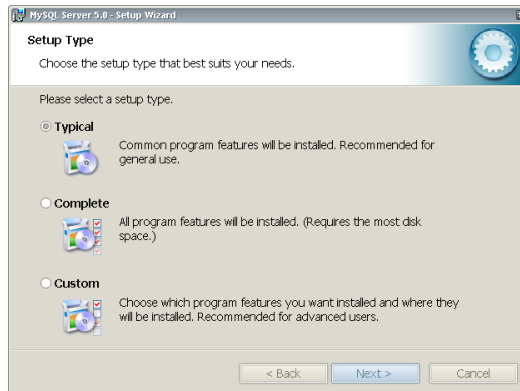 MySQL Server 5.0 - Setup Wizard
Setup Type
Choose the setup type that best suits your needs.
Please select a setup type.
Typical
Common program features will be installed. Recommended for
general use.
Complete
All program features will be installed. (Requires the most disk
space.)
Custom
Choose which program features you want installed and where they
will be installed. Recommended for advanced users.
< Back
Next >
Cancel